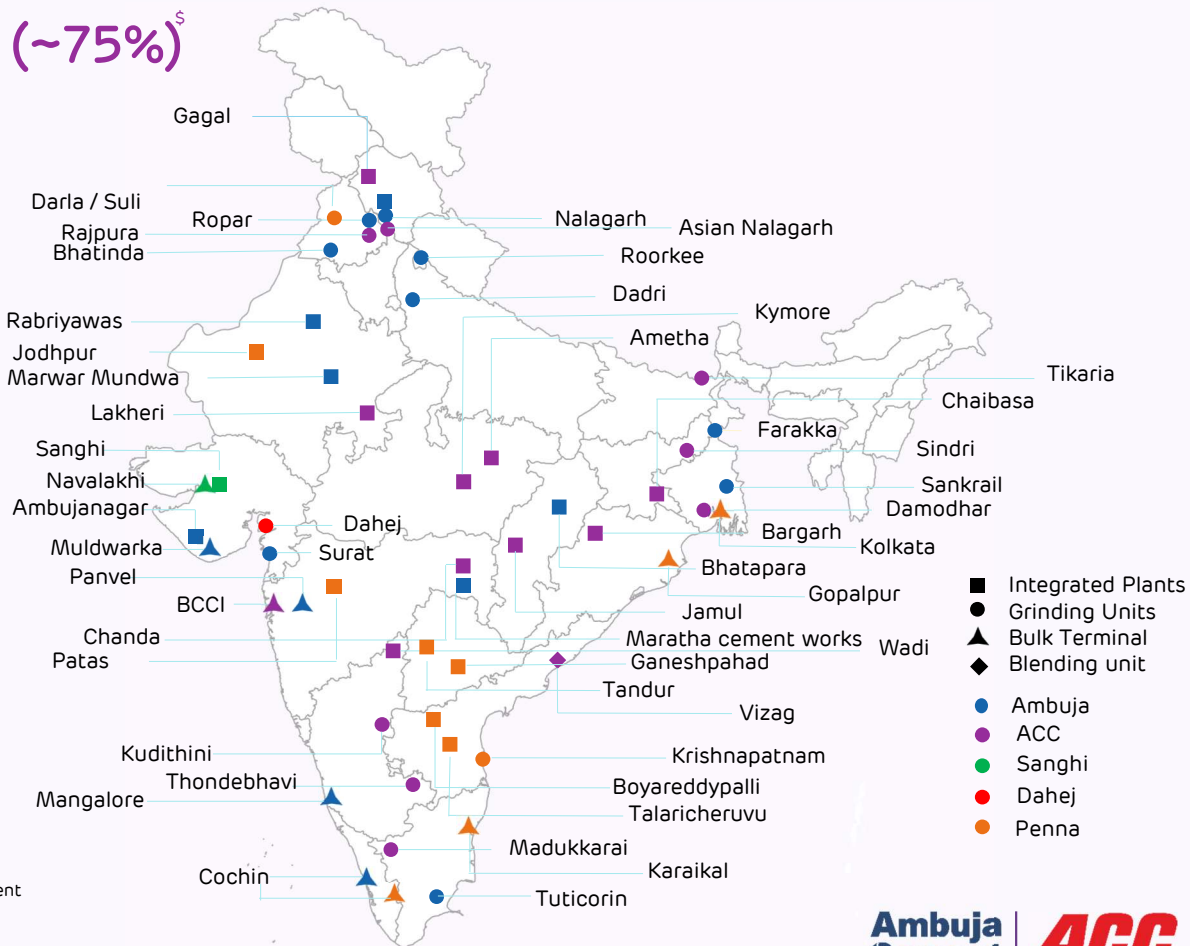 (~75%)$
Gagal
Darla / Suli
Ropar
Rajpura
Bhatinda
Nalagarh
Asian Nalagarh
Roorkee
Dadri
Kymore
Ametha
Rabriyawas
Jodhpur
Marwar Mundwa
Lakheri
Tikaria
Chaibasa
Farakka
Sindri
Sanghi
Navalakhi
Ambujanagar
Muldwarka
Sankrail
Damodhar
Dahej
Surat
Bargarh
Kolkata
Panvel
BCCI
Bhatapara
Gopalpur
Jamul
Chanda
Patas
Maratha cement works
Wadi
Ganeshpahad
Tandur
Vizag
Kudithini
Thondebhavi
Mangalore
Krishnapatnam
Boyareddypalli
Talaricheruvu
Madukkarai
Karaikal
Cochin
Tuticorin
Integrated Plants
Grinding Units
Bulk Terminal
Blending unit
Ambuja
ACC
Sanghi
Dahej
Penna
ent
Ambuja
ACC